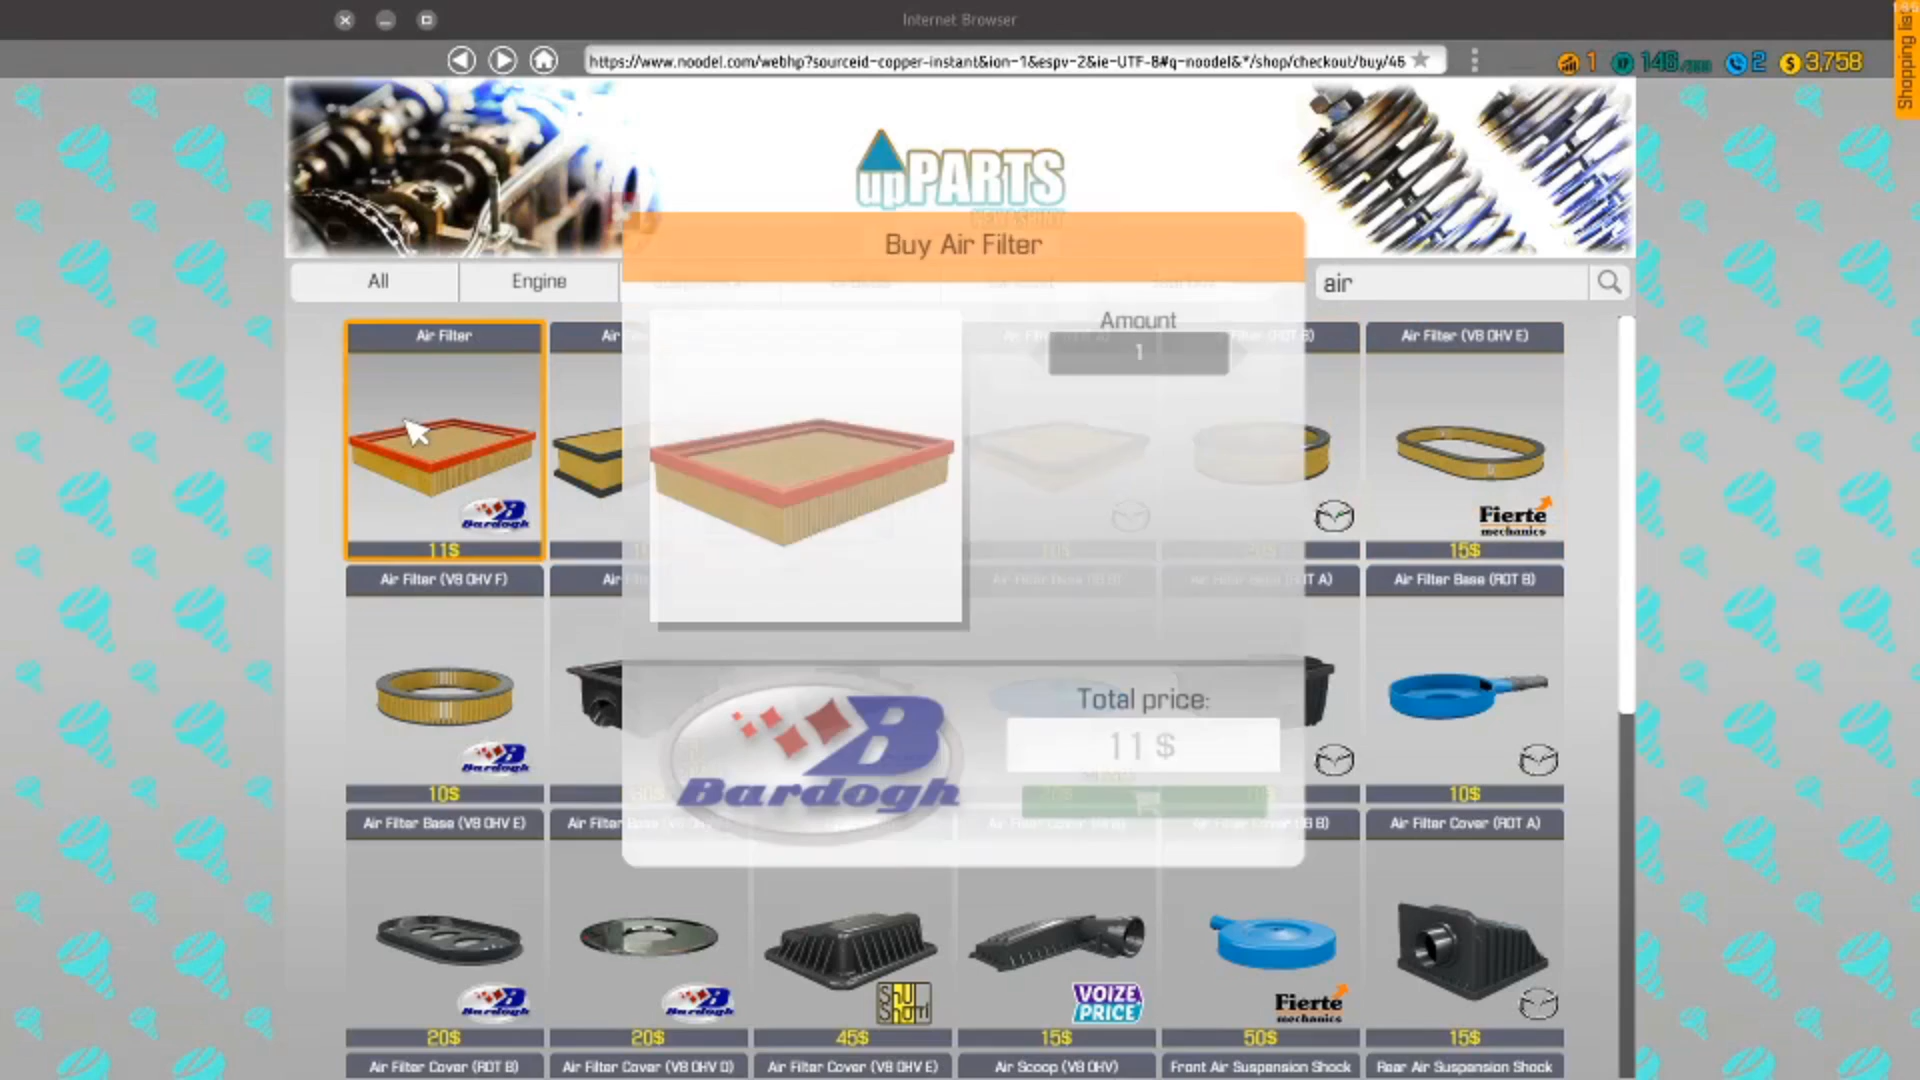 Internet Browser
Shopping list
https://www.noodel.com/webhp?sourceid-copper-instant&ion-1&espv-2&ie-UTF-8#q-noodel&*/shop/checkout/buy/46
1
2
3,758
upPARTS
Buy Air Filter
All
Engine
air
Amount
1
Air Filter
Air Filter (V8 OHV E)
Bardogh
Fierte
mechanics
11$
15$
Air Filter (V8 OHV F)
Air Filter Base (ROT B)
Bardogh
10$
10$
Total price:
11 $
Bardogh
Air Filter Base (V8 OHV E)
Air Filter Cover (ROT A)
Bardogh
Bardogh
VOIZE
PRICE
Fierte
mechanics
20$
20$
45$
15$
50$
15$
Air Filter Cover (ROT B)
Air Filter Cover (V8 OHV D)
Air Filter Cover (V8 OHV E)
Air Scoop (V8 OHV)
Front Air Suspension Shock
Rear Air Suspension Shock